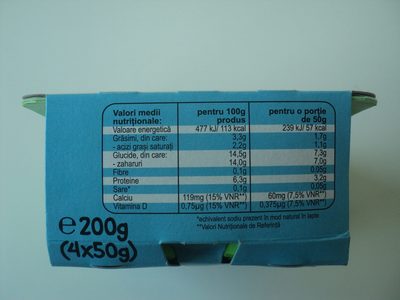 Valori medii nutriționale: pentru 100g produs pentru o porție de 50g
Valoare energetică 477 kJ/ 113 kcal 239 kJ/ 57 kcal
Grăsimi, din care: 3,3g 1,7g
- acizi grași saturați 2,2g 1,1g
Glucide, din care: 14,5g 7,3g
- zaharuri 14,0g 7,0g
Fibre 0,1g 0,05g
Proteine 6,3g 3,2g
Sare* 0,1g 0,05g
Calciu 119mg (15% VNR**) 60mg (7,5% VNR**)
Vitamina D 0,75µg (15% VNR**) 0,375µg (7,5% VNR**)
*echivalent sodiu prezent în mod natural în lapte
**Valori Nutriționale de Referință
e 200g
(4x50g)